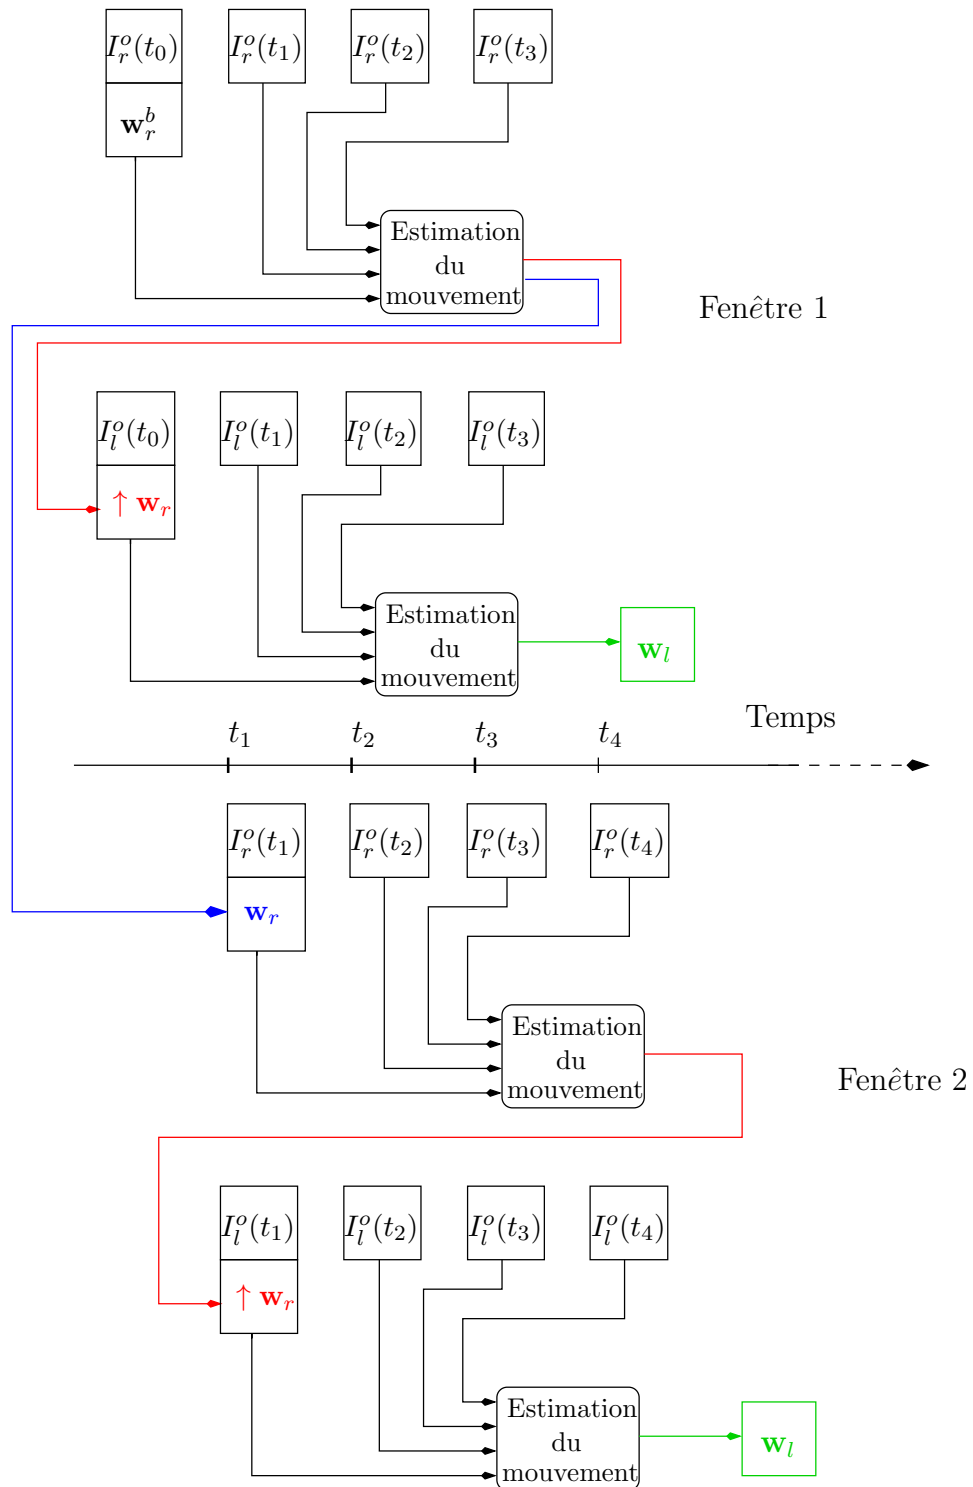 I_r^o(t_0) I_r^o(t_1) I_r^o(t_2) I_r^o(t_3)
w_r^b
Estimation
du
mouvement
Fenêtre 1
I_l^o(t_0) I_l^o(t_1) I_l^o(t_2) I_l^o(t_3)
↑ w_r
Estimation
du
mouvement
w_l
Temps
t_1 t_2 t_3 t_4
I_r^o(t_1) I_r^o(t_2) I_r^o(t_3) I_r^o(t_4)
w_r
Estimation
du
mouvement
Fenêtre 2
I_l^o(t_1) I_l^o(t_2) I_l^o(t_3) I_l^o(t_4)
↑ w_r
Estimation
du
mouvement
w_l